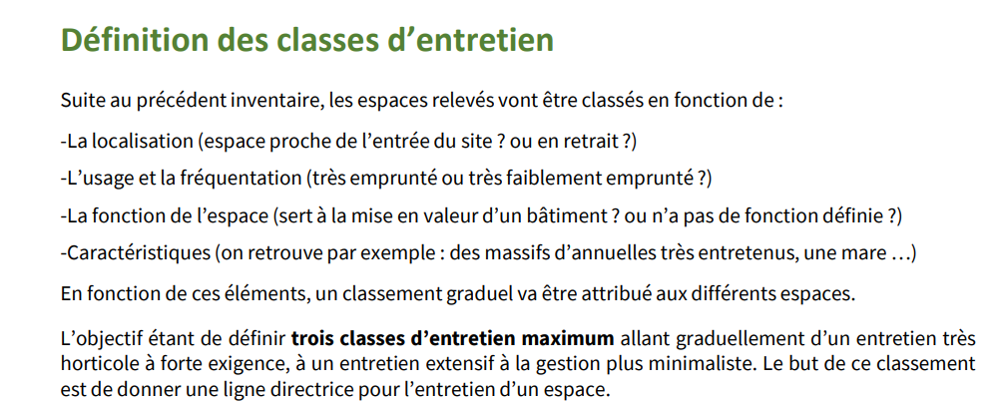 Définition des classes d’entretien
Suite au précédent inventaire, les espaces relevés vont être classés en fonction de :
-La localisation (espace proche de l’entrée du site ? ou en retrait ?)
-L’usage et la fréquentation (très emprunté ou très faiblement emprunté ?)
-La fonction de l’espace (sert à la mise en valeur d’un bâtiment ? ou n’a pas de fonction définie ?)
-Caractéristiques (on retrouve par exemple : des massifs d’annuelles très entretenus, une mare …)
En fonction de ces éléments, un classement graduel va être attribué aux différents espaces.
L’objectif étant de définir trois classes d’entretien maximum allant graduellement d’un entretien très
horticole à forte exigence, à un entretien extensif à la gestion plus minimaliste. Le but de ce classement
est de donner une ligne directrice pour l’entretien d’un espace.